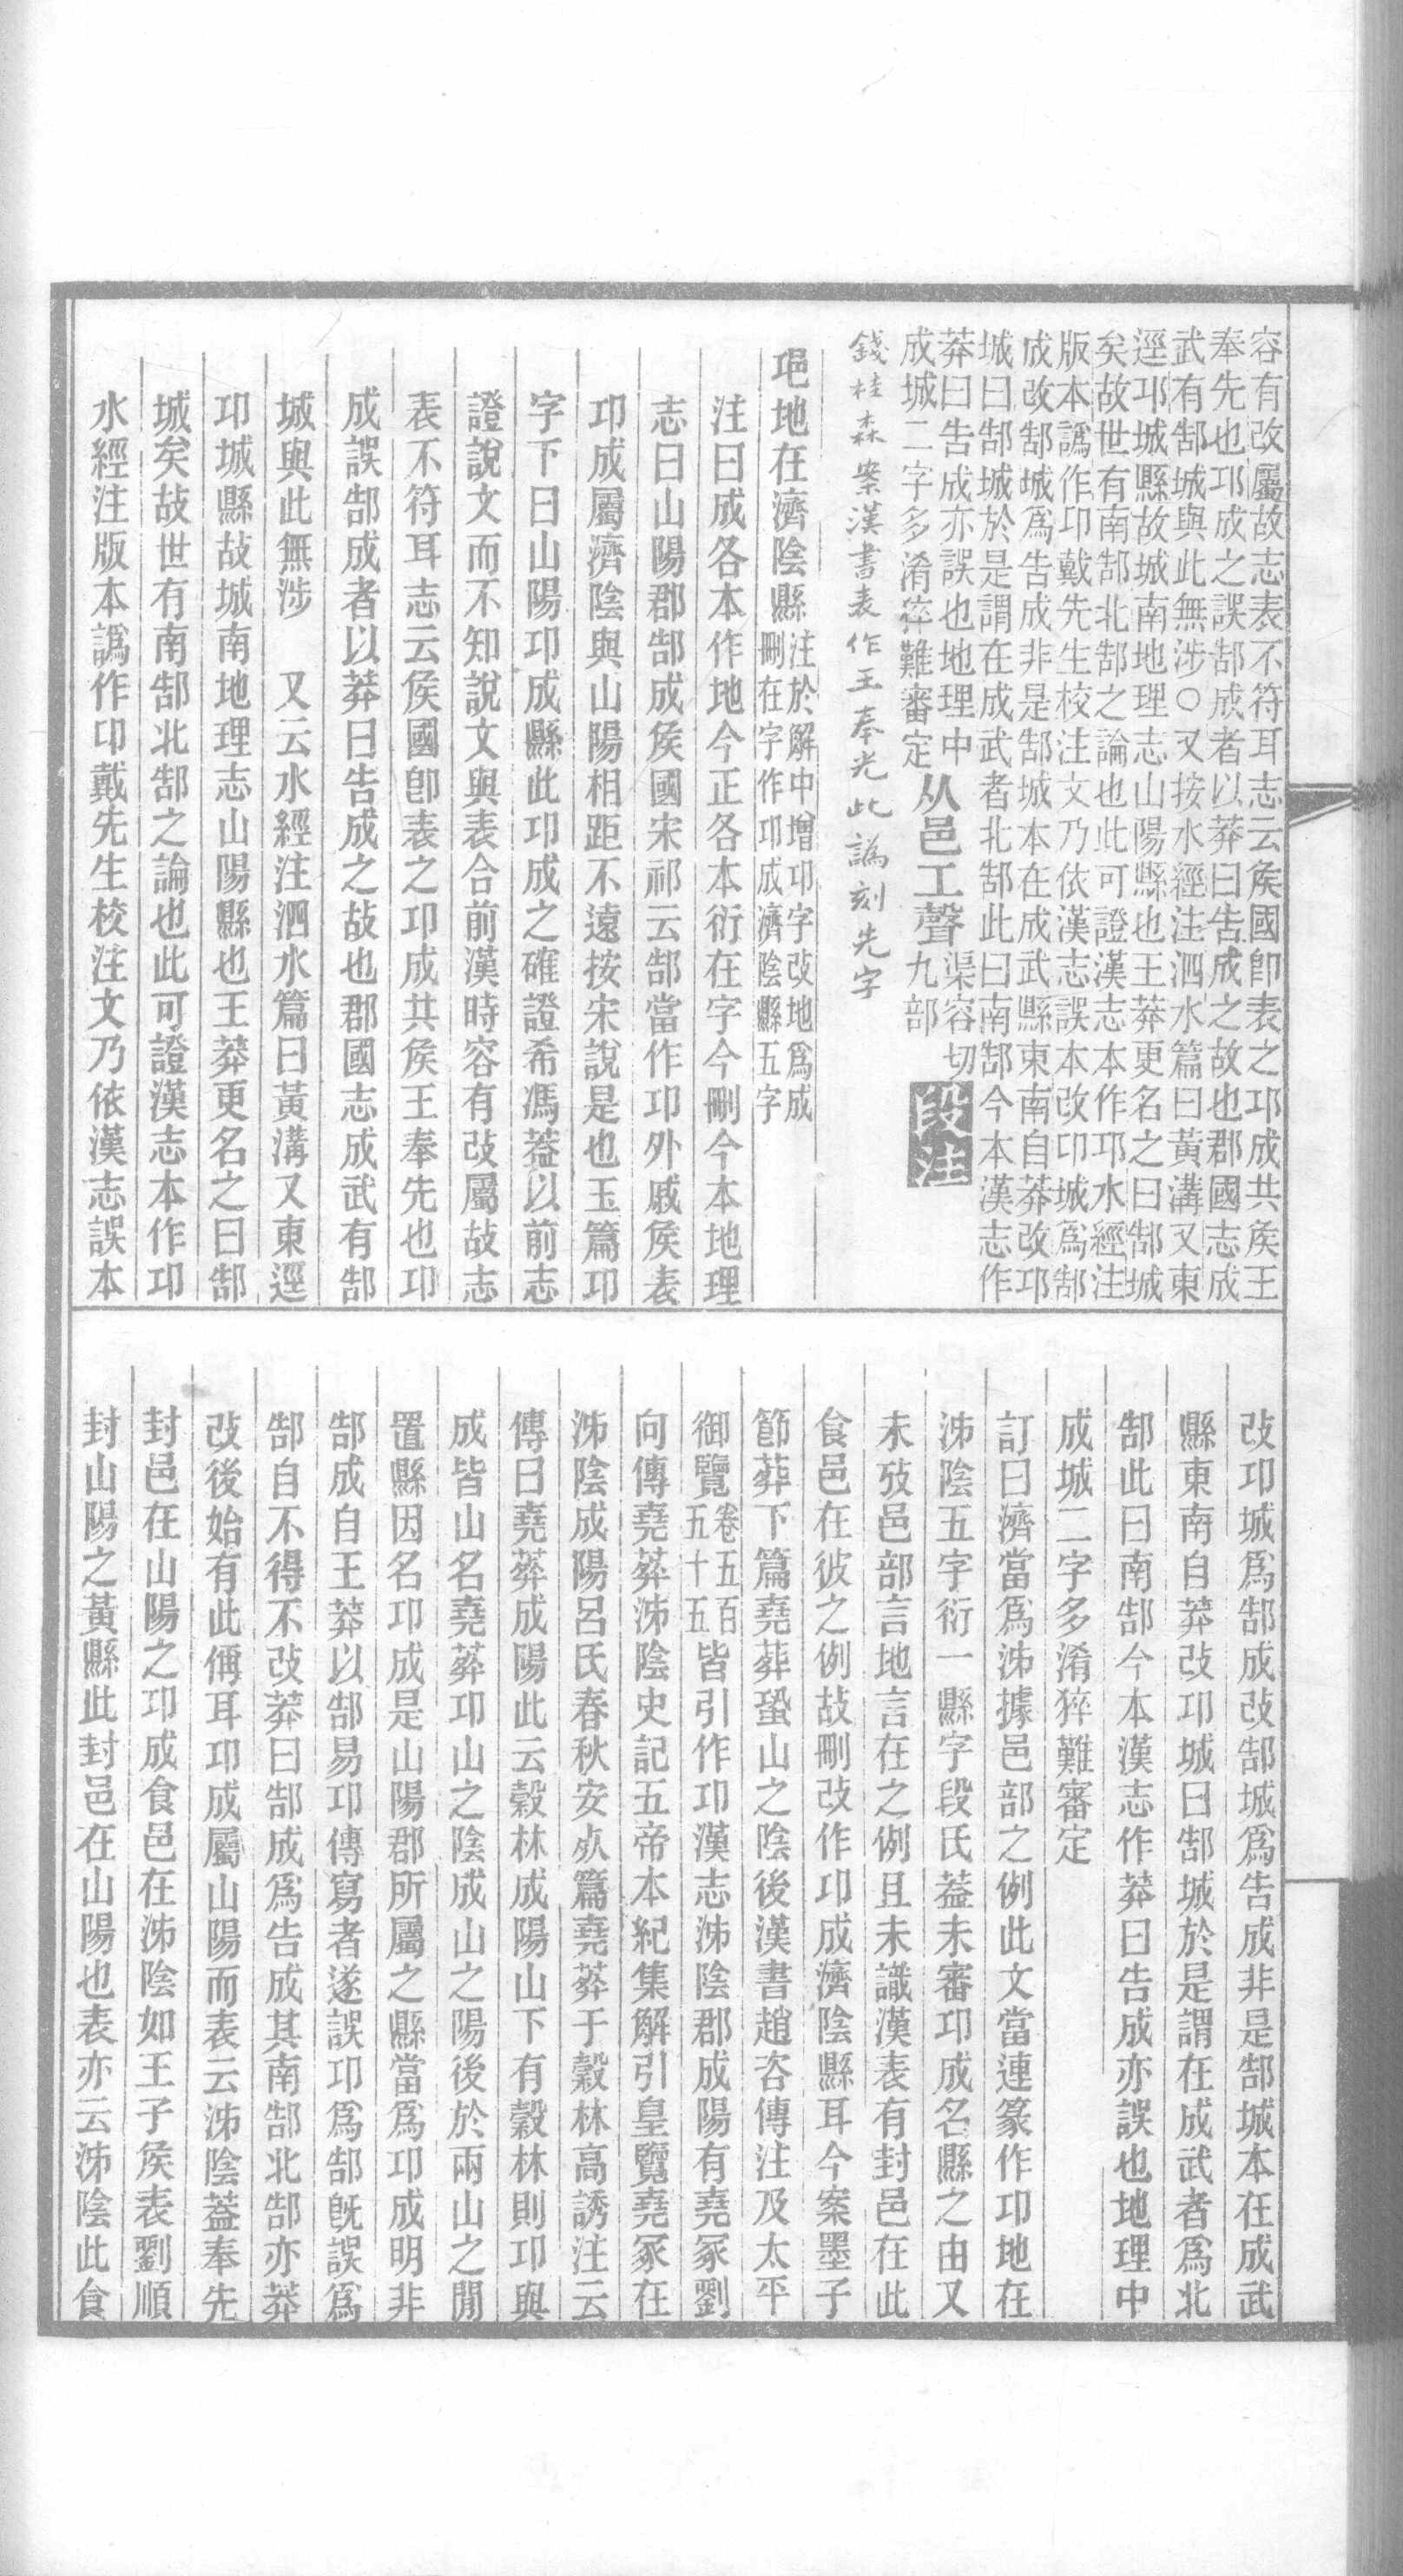 容有改屬故志表不符耳志云矦國卽表之邛成共矦王
奉先也邛成之誤郜成者以莽曰告成之故也郡國志成
武有郜城與此無涉○又按水經注泗水篇曰黃溝又東
逕邛城縣故城南地理志山陽縣也王莽更名之曰郜城
矣故世有南郜北郜之論也此可證漢志本作邛水經注
版本譌作印戴先生校注文乃依漢志誤本改印城爲郜
成改郜城爲告成非是郜城本在成武縣東南自莽改邛
城曰郜城於是謂在成武者北郜此曰南郜今本漢志作
莽曰告成亦誤也地理中
成城二字多淆猝難審定
从邑工聲
渠容切
九部
段注
錢桂森案漢書表作王奉光此譌刻先字
䢼地在濟陰縣
注於解中增邛字改地爲成
刪在字作邛成濟陰縣五字
注曰成各本作地今正各本衍在字今刪今本地理
志曰山陽郡郜成矦國宋祁云郜當作邛外戚矦表
邛成屬濟陰與山陽相距不遠按宋說是也玉篇邛
字下曰山陽邛成縣此邛成之確證希馮葢以前志
證說文而不知說文與表合前漢時容有改屬故志
表不符耳志云矦國卽表之邛成共矦王奉先也邛
成誤郜成者以莽曰告成之故也郡國志成武有郜
城與此無涉　又云水經注泗水篇曰黃溝又東逕
邛城縣故城南地理志山陽縣也王莽更名之曰郜
城矣故世有南郜北郜之論也此可證漢志本作邛
水經注版本譌作印戴先生校注文乃依漢志誤本
改印城爲郜成改郜城爲告成非是郜城本在成武
縣東南自莽改邛城曰郜城於是謂在成武者爲北
郜此曰南郜今本漢志作莽曰告成亦誤也地理中
成城二字多淆猝難審定
訂曰濟當爲泲據邑部之例此文當連篆作邛地在
泲陰五字衍一縣字段氏葢未審邛成名縣之由又
未攷邑部言地言在之例且未識漢表有封邑在此
食邑在彼之例故刪改作邛成濟陰縣耳今案墨子
節葬下篇堯葬蛩山之陰後漢書趙咨傳注及太平
御覽
卷五百
五十五
皆引作邛漢志泲陰郡成陽有堯冢劉
向傳堯葬泲陰史記五帝本紀集解引皇覽堯冢在
泲陰成陽呂氏春秋安𣦸篇堯葬于穀林高誘注云
傳曰堯葬成陽此云穀林成陽山下有穀林則邛與
成皆山名堯葬邛山之陰成山之陽後於兩山之閒
置縣因名邛成是山陽郡所屬之縣當爲邛成明非
郜成自王莽以郜易邛傳寫者遂誤邛爲郜旣誤爲
郜自不得不改莽曰郜成爲告成其南郜北郜亦莽
改後始有此偁耳邛成屬山陽而表云泲陰葢奉先
封邑在山陽之邛成食邑在泲陰如王子矦表劉順
封山陽之黃縣此封邑在山陽也表亦云泲陰此食